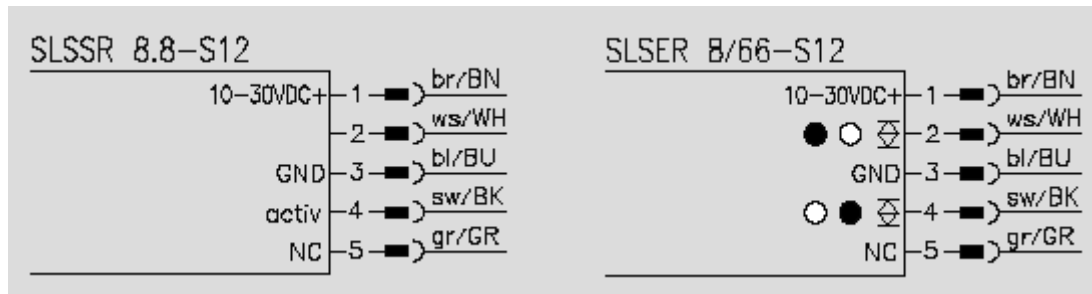 SLSSR 8.8-S12
10-30VDC+ 1 br/BN
2 ws/WH
GND 3 bl/BU
activ 4 sw/BK
NC 5 gr/GR
SLSER 8/66-S12
10-30VDC+ 1 br/BN
2 ws/WH
GND 3 bl/BU
4 sw/BK
NC 5 gr/GR